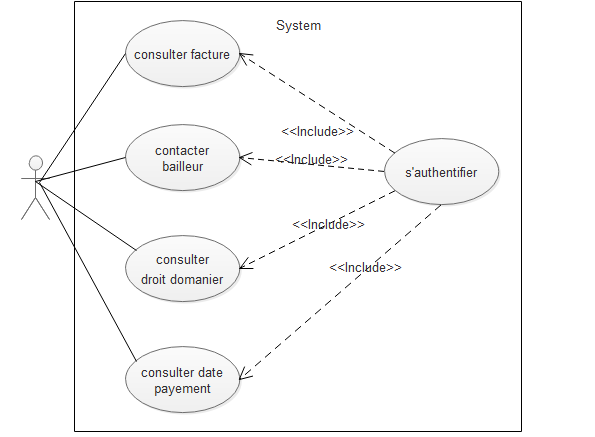 System
consulter facture
<<Include>>
contacter
bailleur
<<Include>>
s'authentifier
<<Include>>
consulter
droit domanier
<<Include>>
consulter date
payement